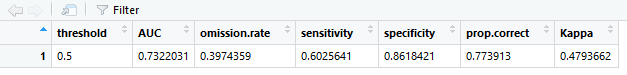 Filter
threshold AUC omission.rate sensitivity specificity prop.correct Kappa
1 0.5 0.7322031 0.3974359 0.6025641 0.8618421 0.773913 0.4793662